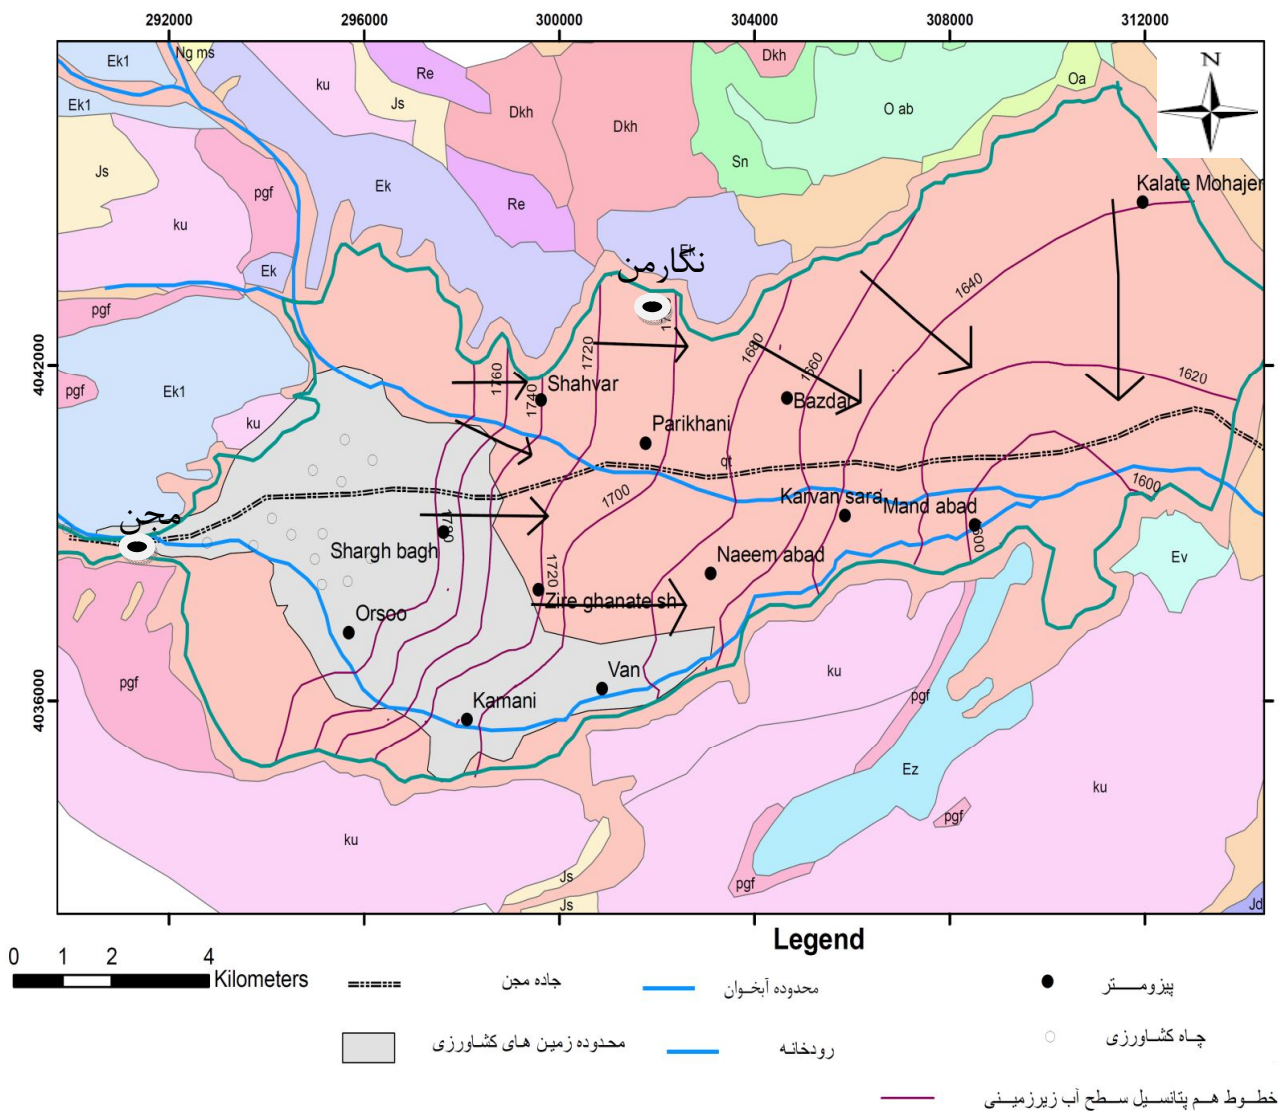 292000 296000 300000 304000 308000 312000
Ek1 Ng ms ku Re Dkh Oa
N
Ek1 Js Dkh Dkh O ab
Js pgf Ek Re Sn
Kalate Mohajer
ku
Ek Ek
نگارمن
1640
pgf
4042000
1720 1680 1660
1760 1740 Shahvar 1620
pgf Ek1 Bazdar
ku Parikhani
qt
1700 1600
مجن
Karvan sara Mand abad
Shargh bagh
Naeem abad Ev
1720
Zire ghanate sh
Orsoo
4036000
pgf Van ku pgf
Kamani
Ez
ku
pgf
ku
Js pgf
Js Jd
Legend
0 1 2 4
Kilometers
جاده مجن
محدوده آبخوان
پیزومتر
محدوده زمین های کشاورزی
رودخانه
چاه کشاورزی
خطوط هم پتانسیل سطح آب زیرزمینی